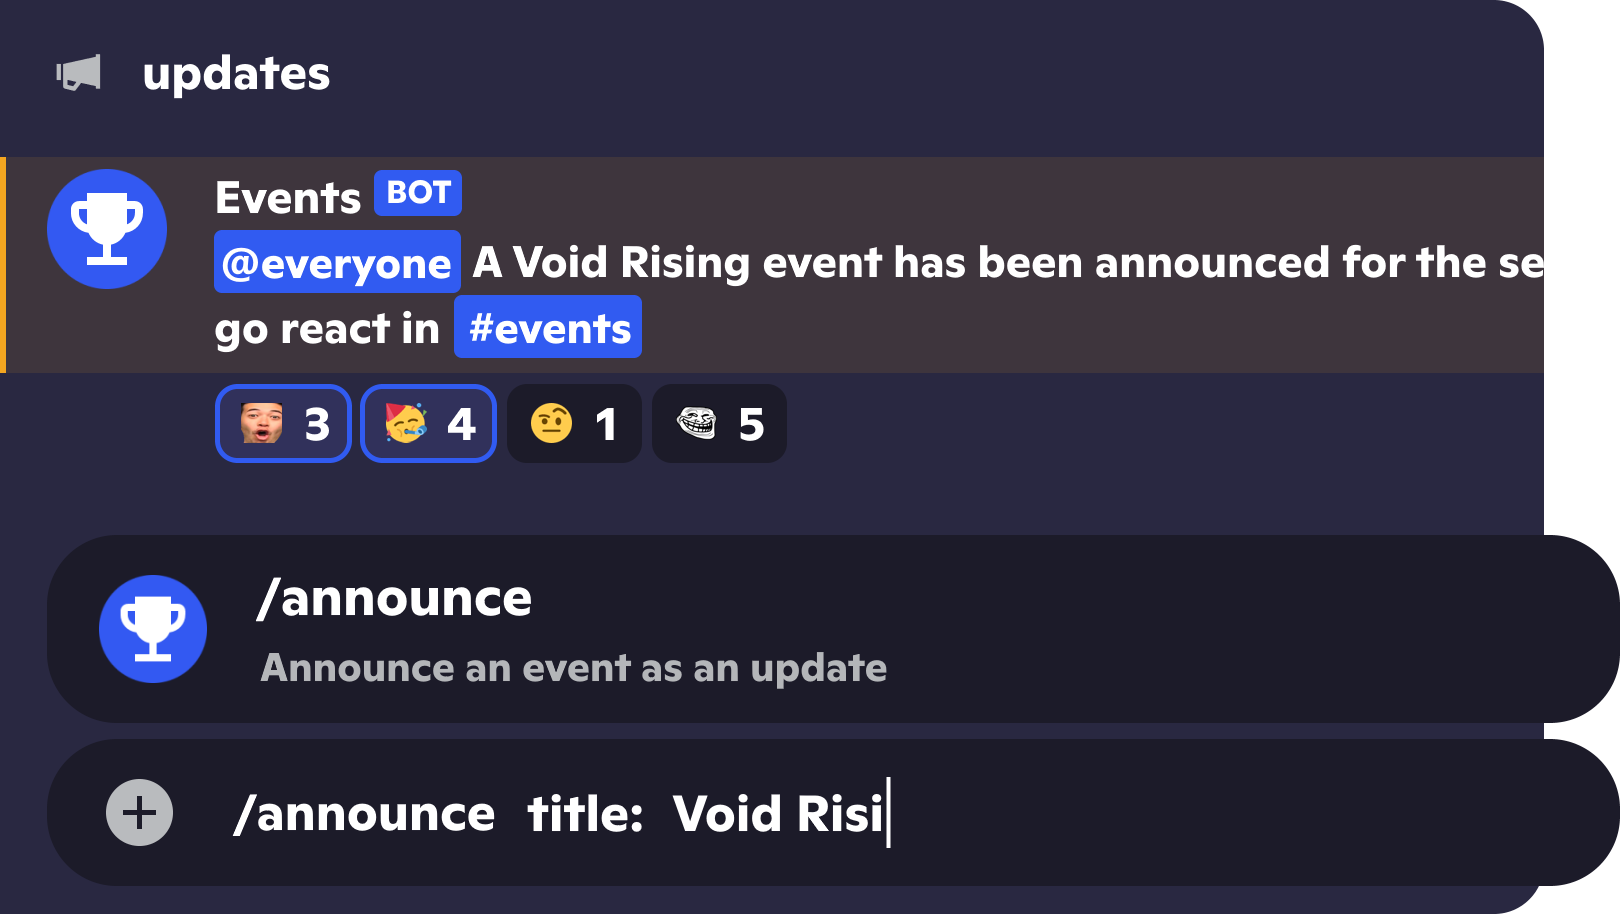 updates
Events BOT
@everyone A Void Rising event has been announced for the se
go react in #events
3 4 1 5
/announce
Announce an event as an update
/announce title: Void Risi